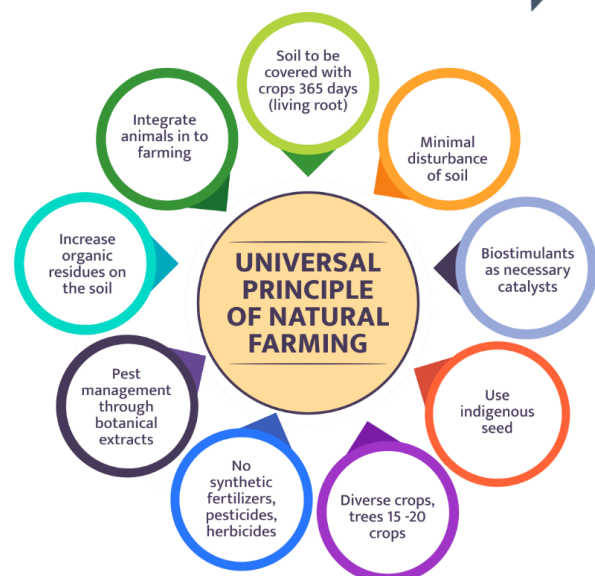 Soil to be
covered with
crops 365 days
(living root)
Integrate
animals in to
farming
Minimal
disturbance
of soil
Increase
organic
residues on
the soil
UNIVERSAL
PRINCIPLE
OF NATURAL
FARMING
Biostimulants
as necessary
catalysts
Pest
management
through
botanical
extracts
Use
indigenous
seed
No
synthetic
fertilizers,
pesticides,
herbicides
Diverse crops,
trees 15 -20
crops